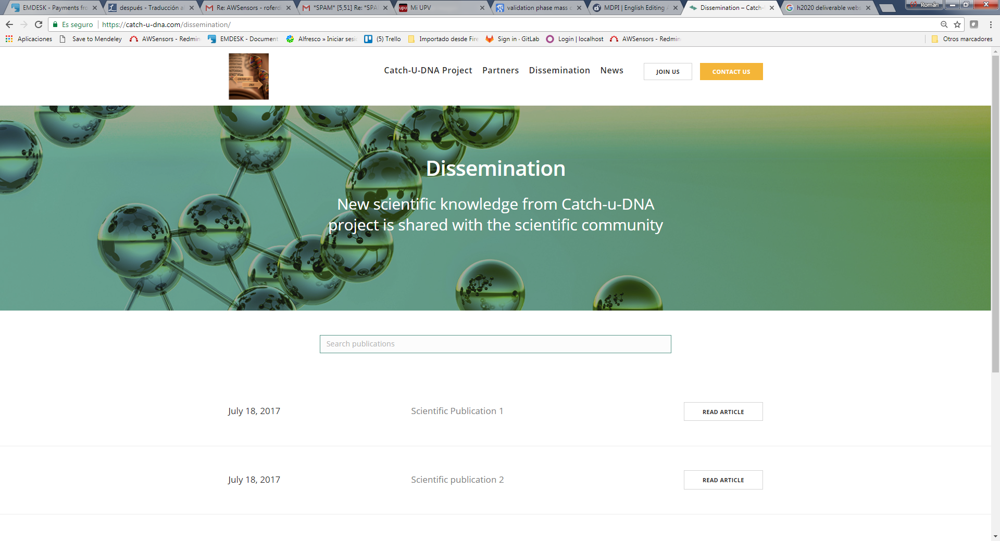 EMDESK - Payments fro
después - Traducción a
Re: AWSensors - roferd
*SPAM* [5,51] Re: *SPA
Mi UPV
validation phase mass c
MDPI | English Editing
Dissemination – Catch-
h2020 deliverable webs
Román
Es seguro
https://catch-u-dna.com/dissemination/
Aplicaciones
Save to Mendeley
AWSensors - Redmin
EMDESK - Document
Alfresco » Iniciar sesi
(5) Trello
Importado desde Fire
Sign in · GitLab
Login | localhost
AWSensors - Redmin
Otros marcadores
CATCH-U-
DNA
Catch-U-DNA Project
Partners
Dissemination
News
JOIN US
CONTACT US
Dissemination
New scientific knowledge from Catch-u-DNA
project is shared with the scientific community
Search publications
July 18, 2017
Scientific Publication 1
READ ARTICLE
July 18, 2017
Scientific publication 2
READ ARTICLE